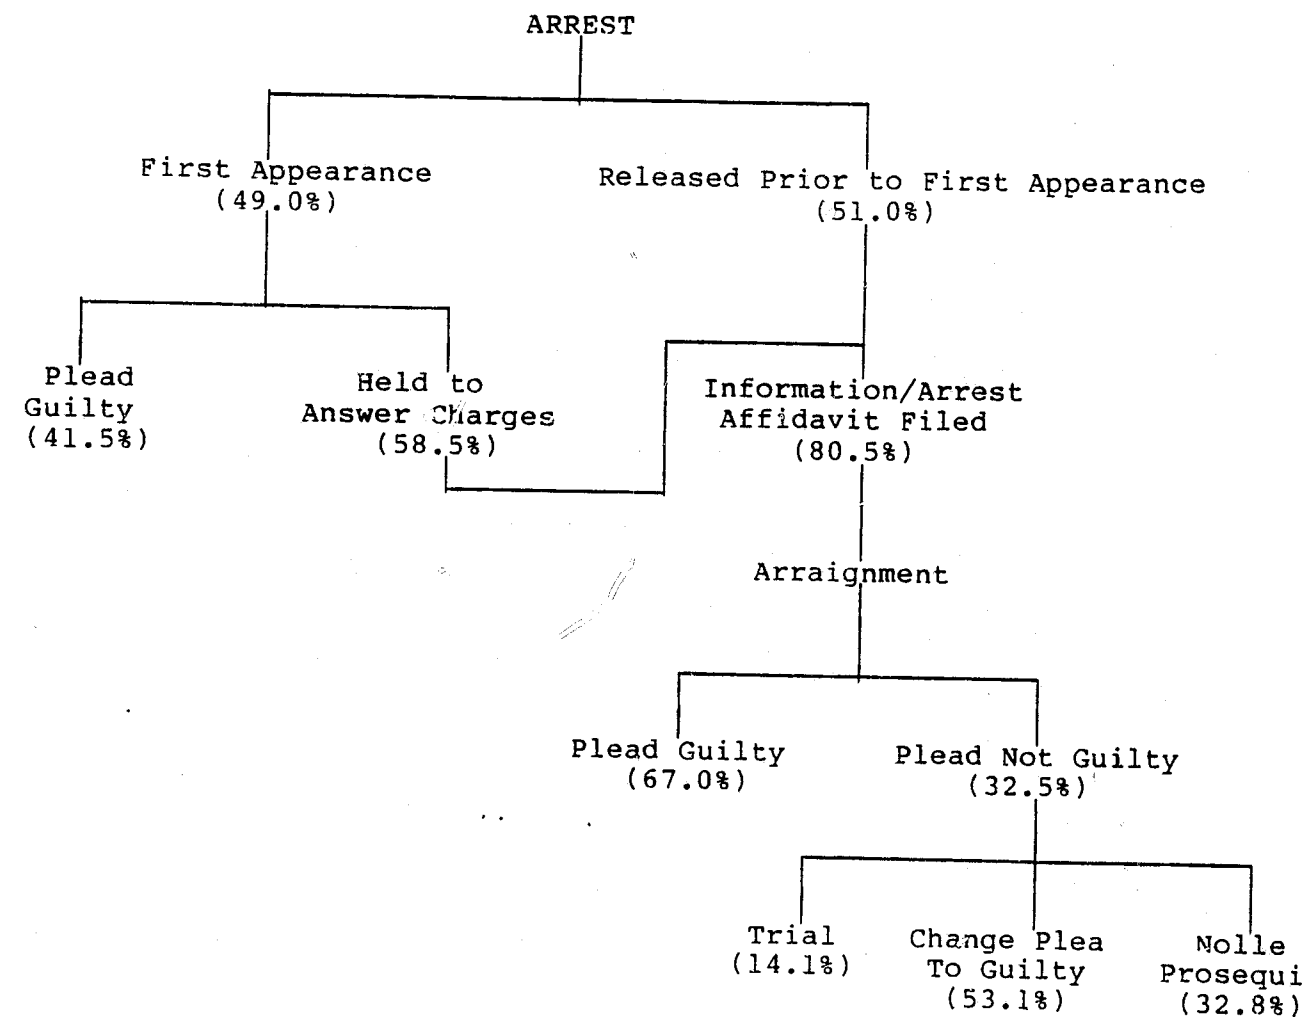 ARREST
First Appearance
(49.0%)
Released Prior to First Appearance
(51.0%)
Plead
Guilty
(41.5%)
Held to
Answer Charges
(58.5%)
Information/Arrest
Affidavit Filed
(80.5%)
Arraignment
Plead Guilty
(67.0%)
Plead Not Guilty
(32.5%)
Trial
(14.1%)
Change Plea
To Guilty
(53.1%)
Nolle
Prosequi
(32.8%)